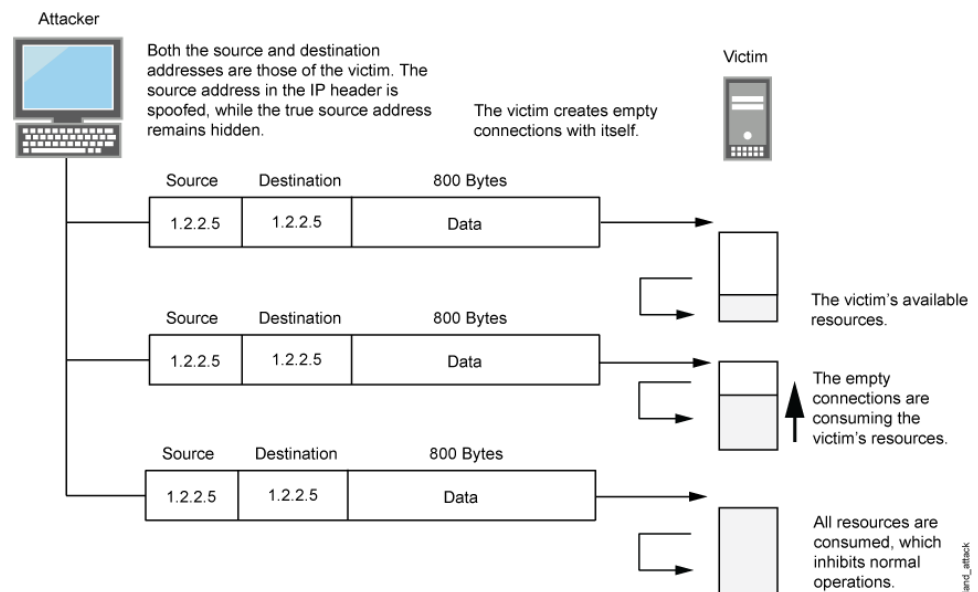 Attacker
Both the source and destination
addresses are those of the victim. The
source address in the IP header is
spoofed, while the true source address
remains hidden.
The victim creates empty
connections with itself.
Victim
Source Destination 800 Bytes
1.2.2.5 1.2.2.5 Data
The victim's available
resources.
Source Destination 800 Bytes
1.2.2.5 1.2.2.5 Data
The empty
connections are
consuming the
victim's resources.
Source Destination 800 Bytes
1.2.2.5 1.2.2.5 Data
All resources are
consumed, which
inhibits normal
operations.
land_attack